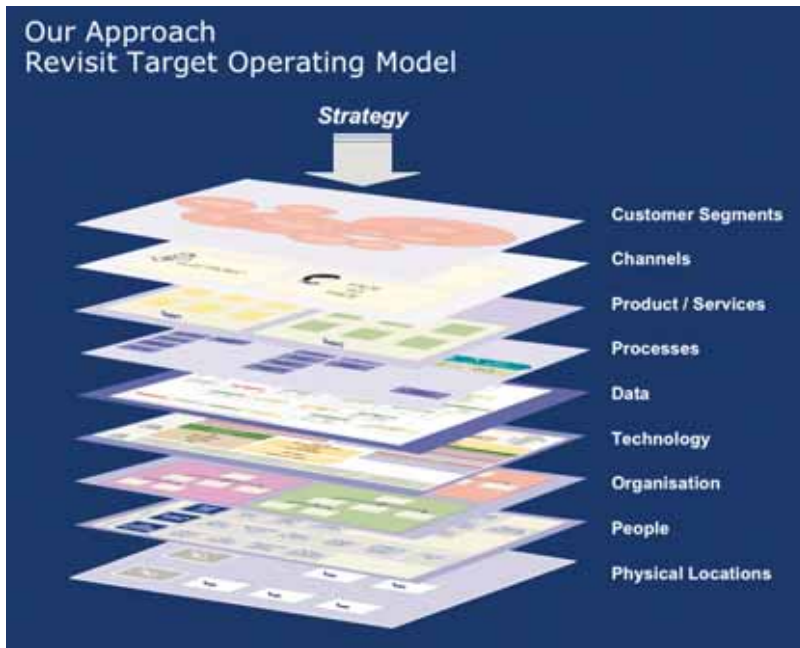 Our Approach
Revisit Target Operating Model
Strategy
Customer Segments
Channels
Product / Services
Processes
Data
Technology
Organisation
People
Physical Locations